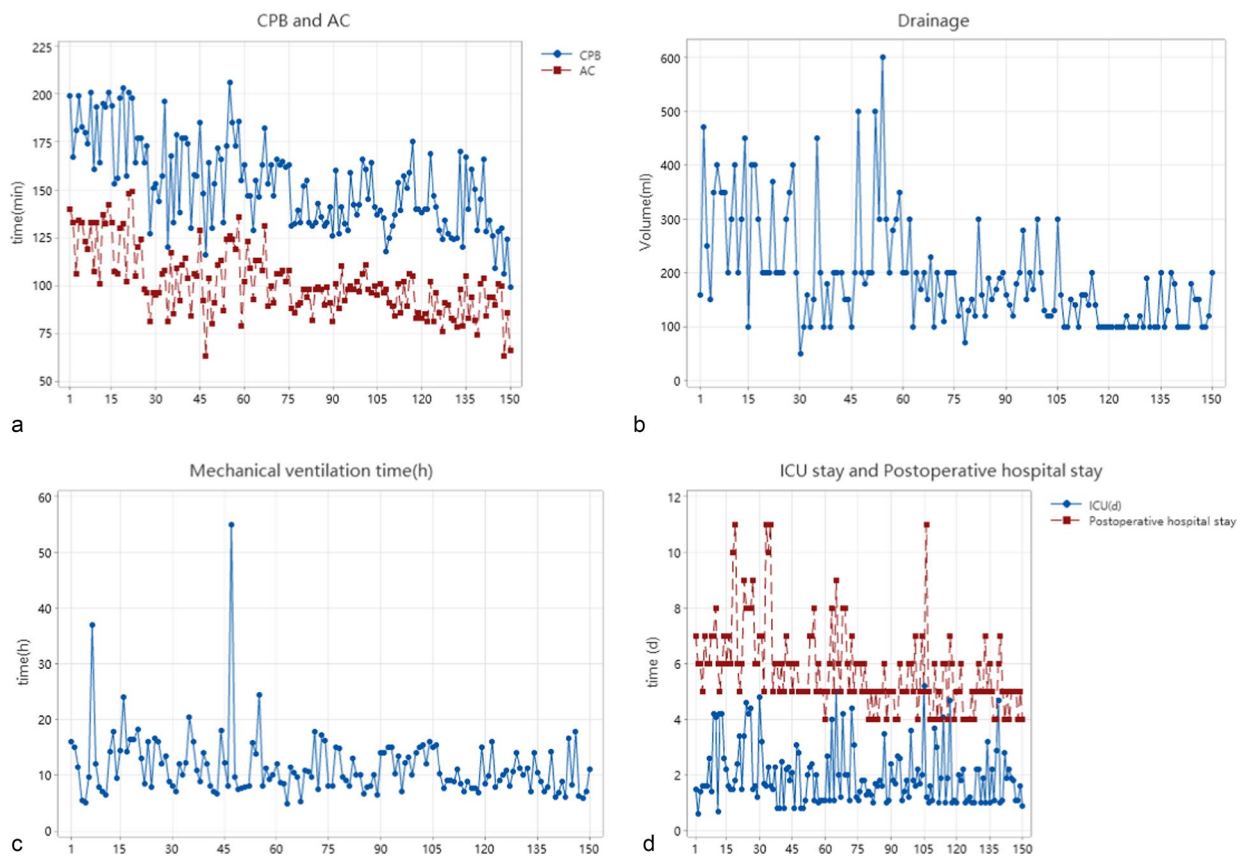 CPB and AC
time(min)
225
200
175
150
125
100
75
50
1 15 30 45 60 75 90 105 120 135 150
CPB
AC
a
Drainage
Volume(ml)
600
500
400
300
200
100
0
1 15 30 45 60 75 90 105 120 135 150
b
Mechanical ventilation time(h)
time(h)
60
50
40
30
20
10
0
1 15 30 45 60 75 90 105 120 135 150
c
ICU stay and Postoperative hospital stay
time (d)
12
10
8
6
4
2
0
1 15 30 45 60 75 90 105 120 135 150
ICU(d)
Postoperative hospital stay
d